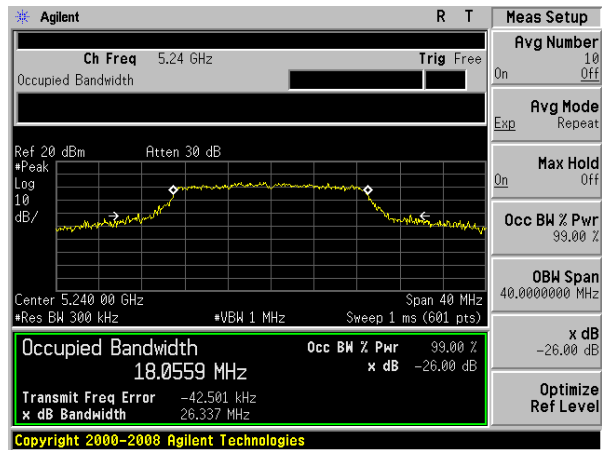 Agilent R T
Ch Freq 5.24 GHz Trig Free
Occupied Bandwidth
Ref 20 dBm Atten 30 dB
#Peak
Log
10
dB/
Center 5.240 00 GHz Span 40 MHz
#Res BW 300 kHz #VBW 1 MHz Sweep 1 ms (601 pts)
Occupied Bandwidth Occ BW % Pwr 99.00 %
18.0559 MHz x dB -26.00 dB
Transmit Freq Error -42.501 kHz
x dB Bandwidth 26.337 MHz
Copyright 2000-2008 Agilent Technologies
Meas Setup
Avg Number
10
On Off
Avg Mode
Exp Repeat
Max Hold
On Off
Occ BW % Pwr
99.00 %
OBW Span
40.0000000 MHz
x dB
-26.00 dB
Optimize
Ref Level